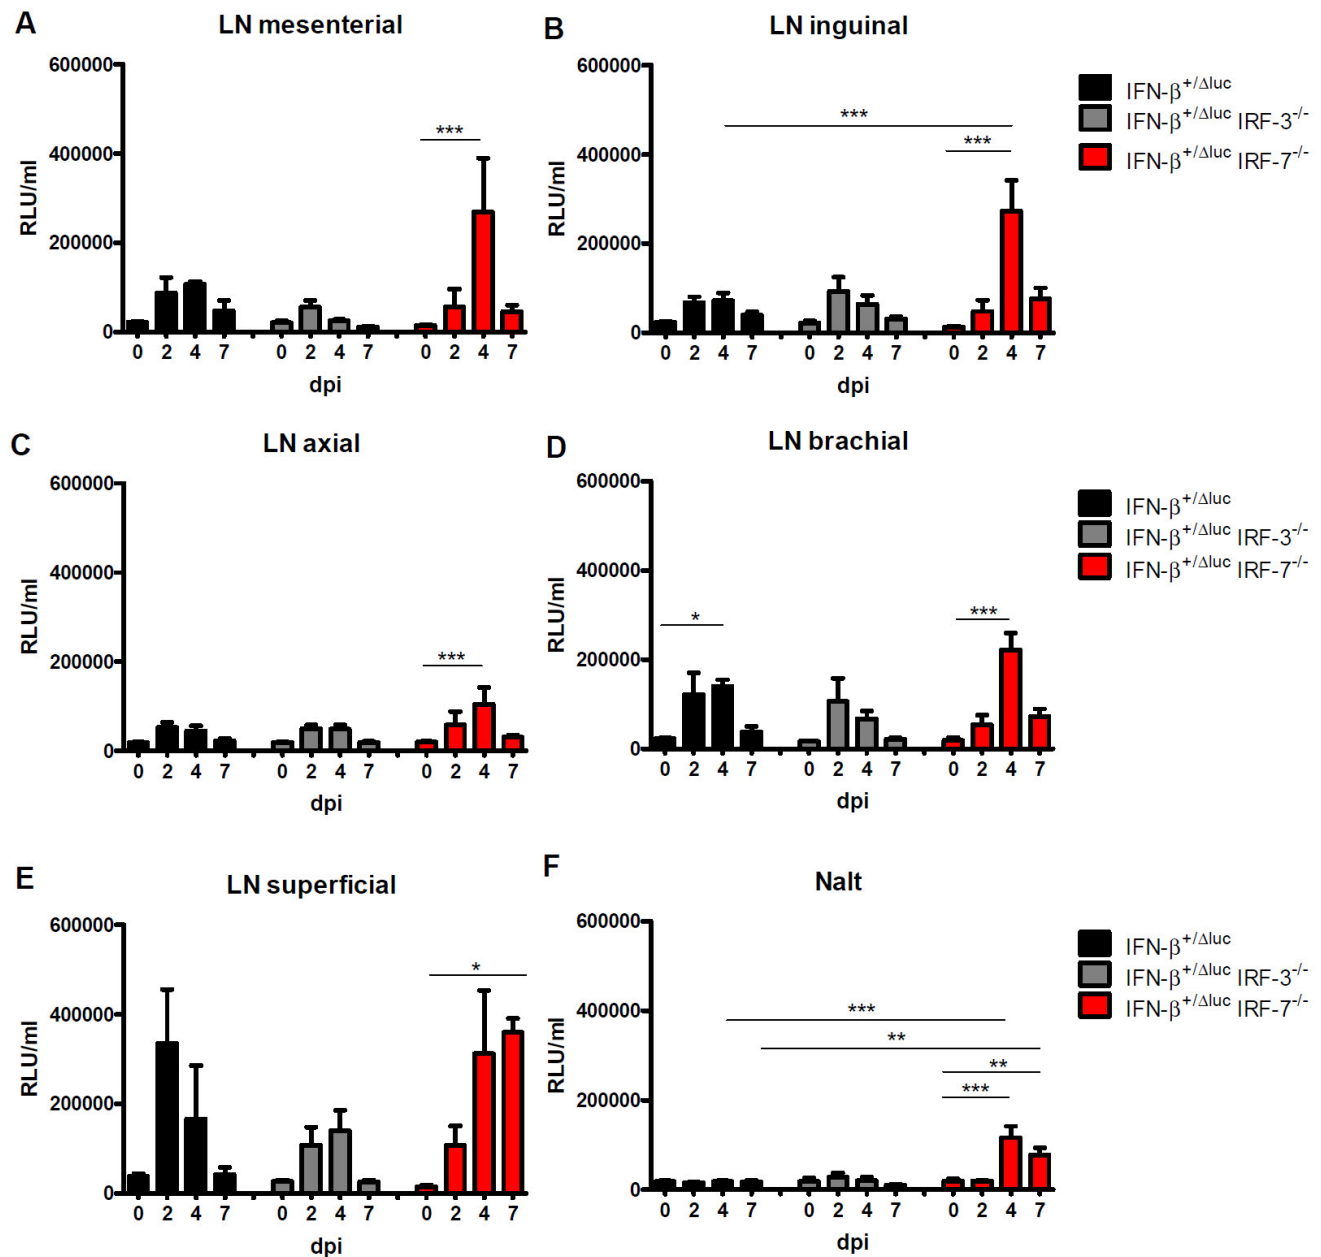 A
LN mesenterial
600000
400000
200000
0
RLU/ml
***
0 2 4 7 0 2 4 7 0 2 4 7
dpi
B
LN inguinal
600000
400000
200000
0
RLU/ml
***
***
0 2 4 7 0 2 4 7 0 2 4 7
dpi
IFN-β+/Δluc
IFN-β+/Δluc IRF-3-/-
IFN-β+/Δluc IRF-7-/-
C
LN axial
600000
400000
200000
0
RLU/ml
***
0 2 4 7 0 2 4 7 0 2 4 7
dpi
D
LN brachial
600000
400000
200000
0
RLU/ml
*
***
0 2 4 7 0 2 4 7 0 2 4 7
dpi
IFN-β+/Δluc
IFN-β+/Δluc IRF-3-/-
IFN-β+/Δluc IRF-7-/-
E
LN superficial
600000
400000
200000
0
RLU/ml
*
0 2 4 7 0 2 4 7 0 2 4 7
dpi
F
Nalt
600000
400000
200000
0
RLU/ml
***
**
**
***
0 2 4 7 0 2 4 7 0 2 4 7
dpi
IFN-β+/Δluc
IFN-β+/Δluc IRF-3-/-
IFN-β+/Δluc IRF-7-/-